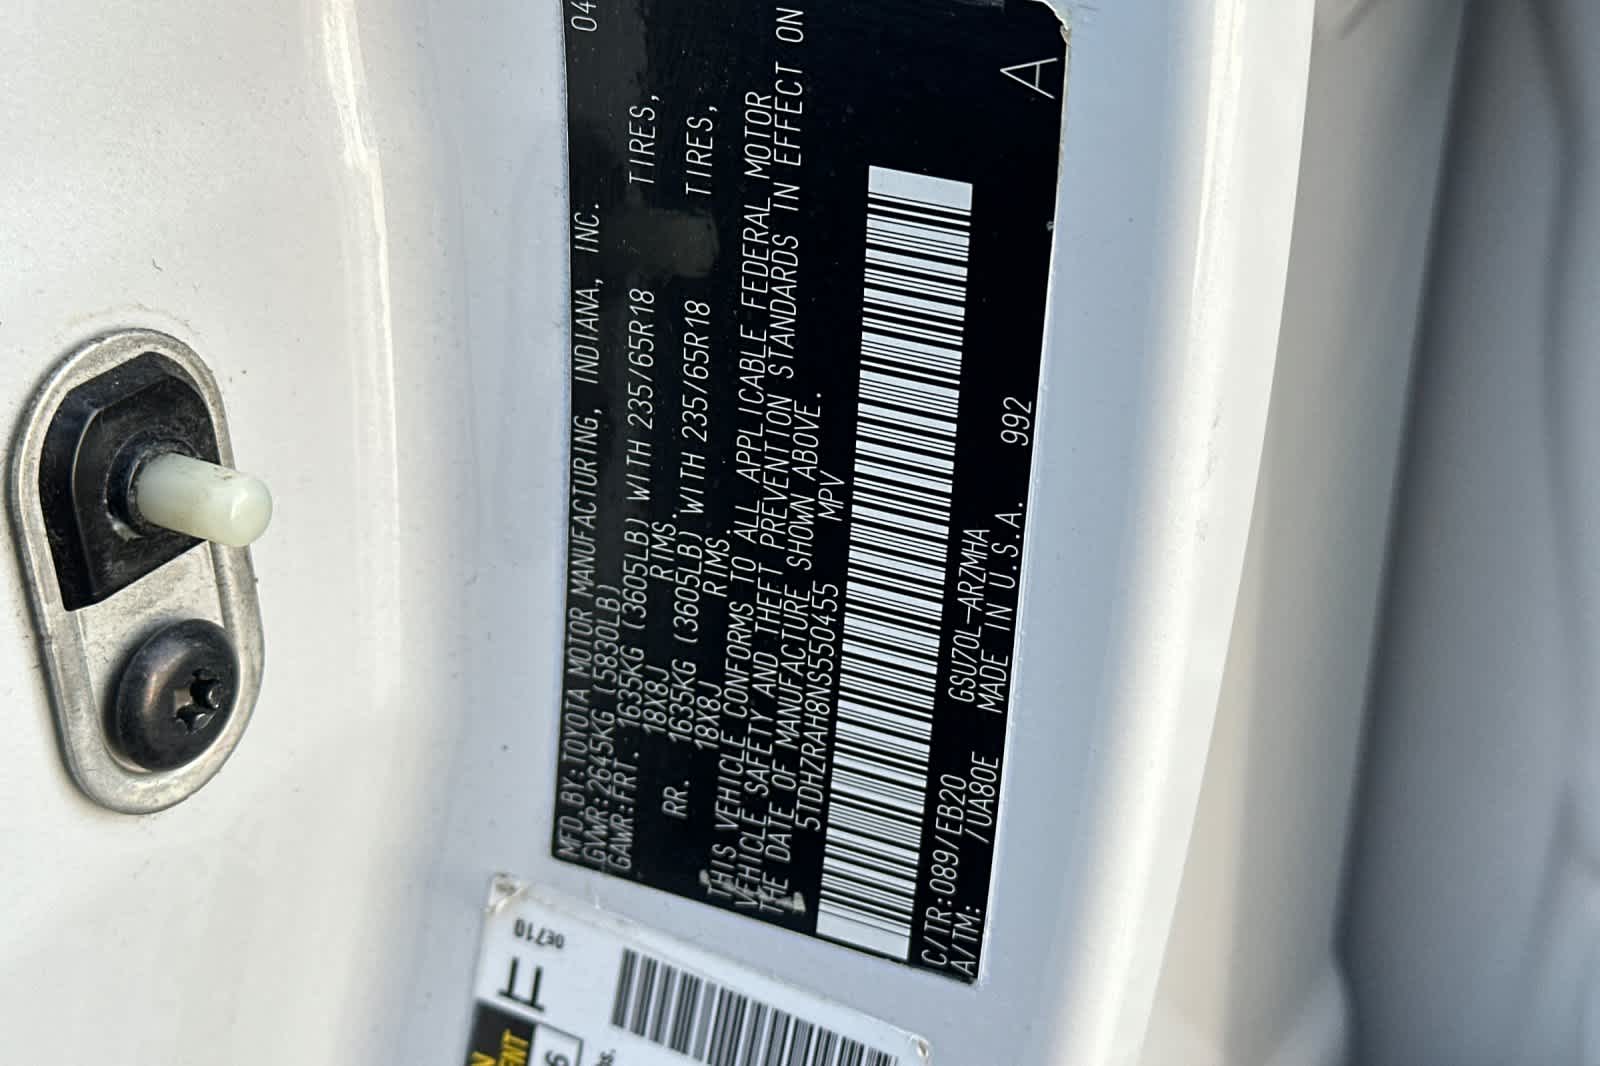 MFD.BY:TOYOTA MOTOR MANUFACTURING, INDIANA, INC. 04
GVWR:2645KG (5830LB)
GAWR:FRT. 1635KG (3605LB) WITH 235/65R18 TIRES,
18X8J RIMS.
RR. 1635KG (3605LB) WITH 235/65R18 TIRES,
18X8J RIMS.
THIS VEHICLE CONFORMS TO ALL APPLICABLE FEDERAL MOTOR
VEHICLE SAFETY AND THEFT PREVENTION STANDARDS IN EFFECT ON
THE DATE OF MANUFACTURE SHOWN ABOVE.
5TDHZRAH8NS550455 MPV
C/TR:089/EB20 GSU70L-ARZMHA
A/TM: /UA80E MADE IN U.S.A. 992
A
0E710